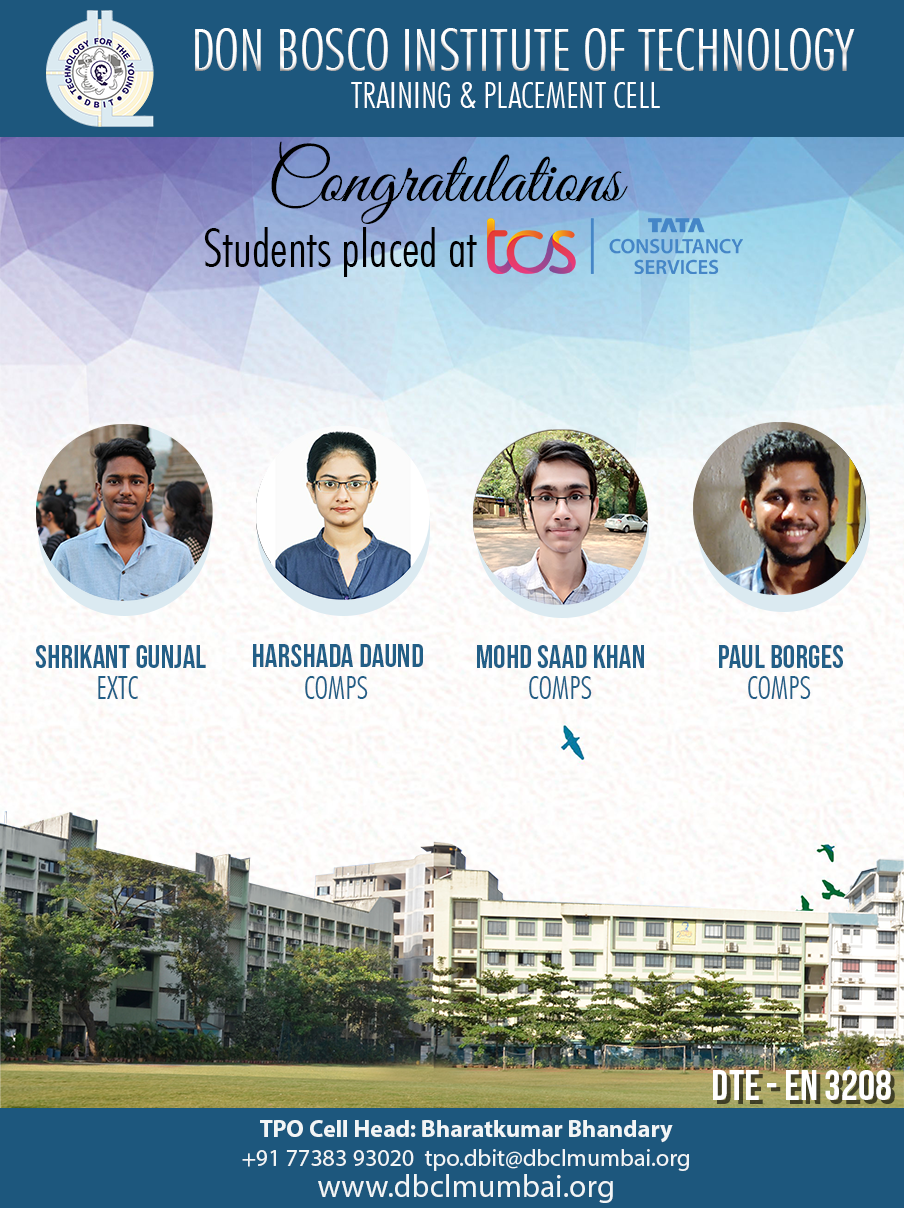 TECHNOLOGY FOR THE YOUNG
• DBIT •
DON BOSCO INSTITUTE OF TECHNOLOGY
TRAINING & PLACEMENT CELL
Congratulations
Students placed at tcs | TATA
CONSULTANCY
SERVICES
SHRIKANT GUNJAL
EXTC
HARSHADA DAUND
COMPS
MOHD SAAD KHAN
COMPS
PAUL BORGES
COMPS
DTE - EN 3208
TPO Cell Head: Bharatkumar Bhandary
+91 77383 93020 tpo.dbit@dbclmumbai.org
www.dbclmumbai.org